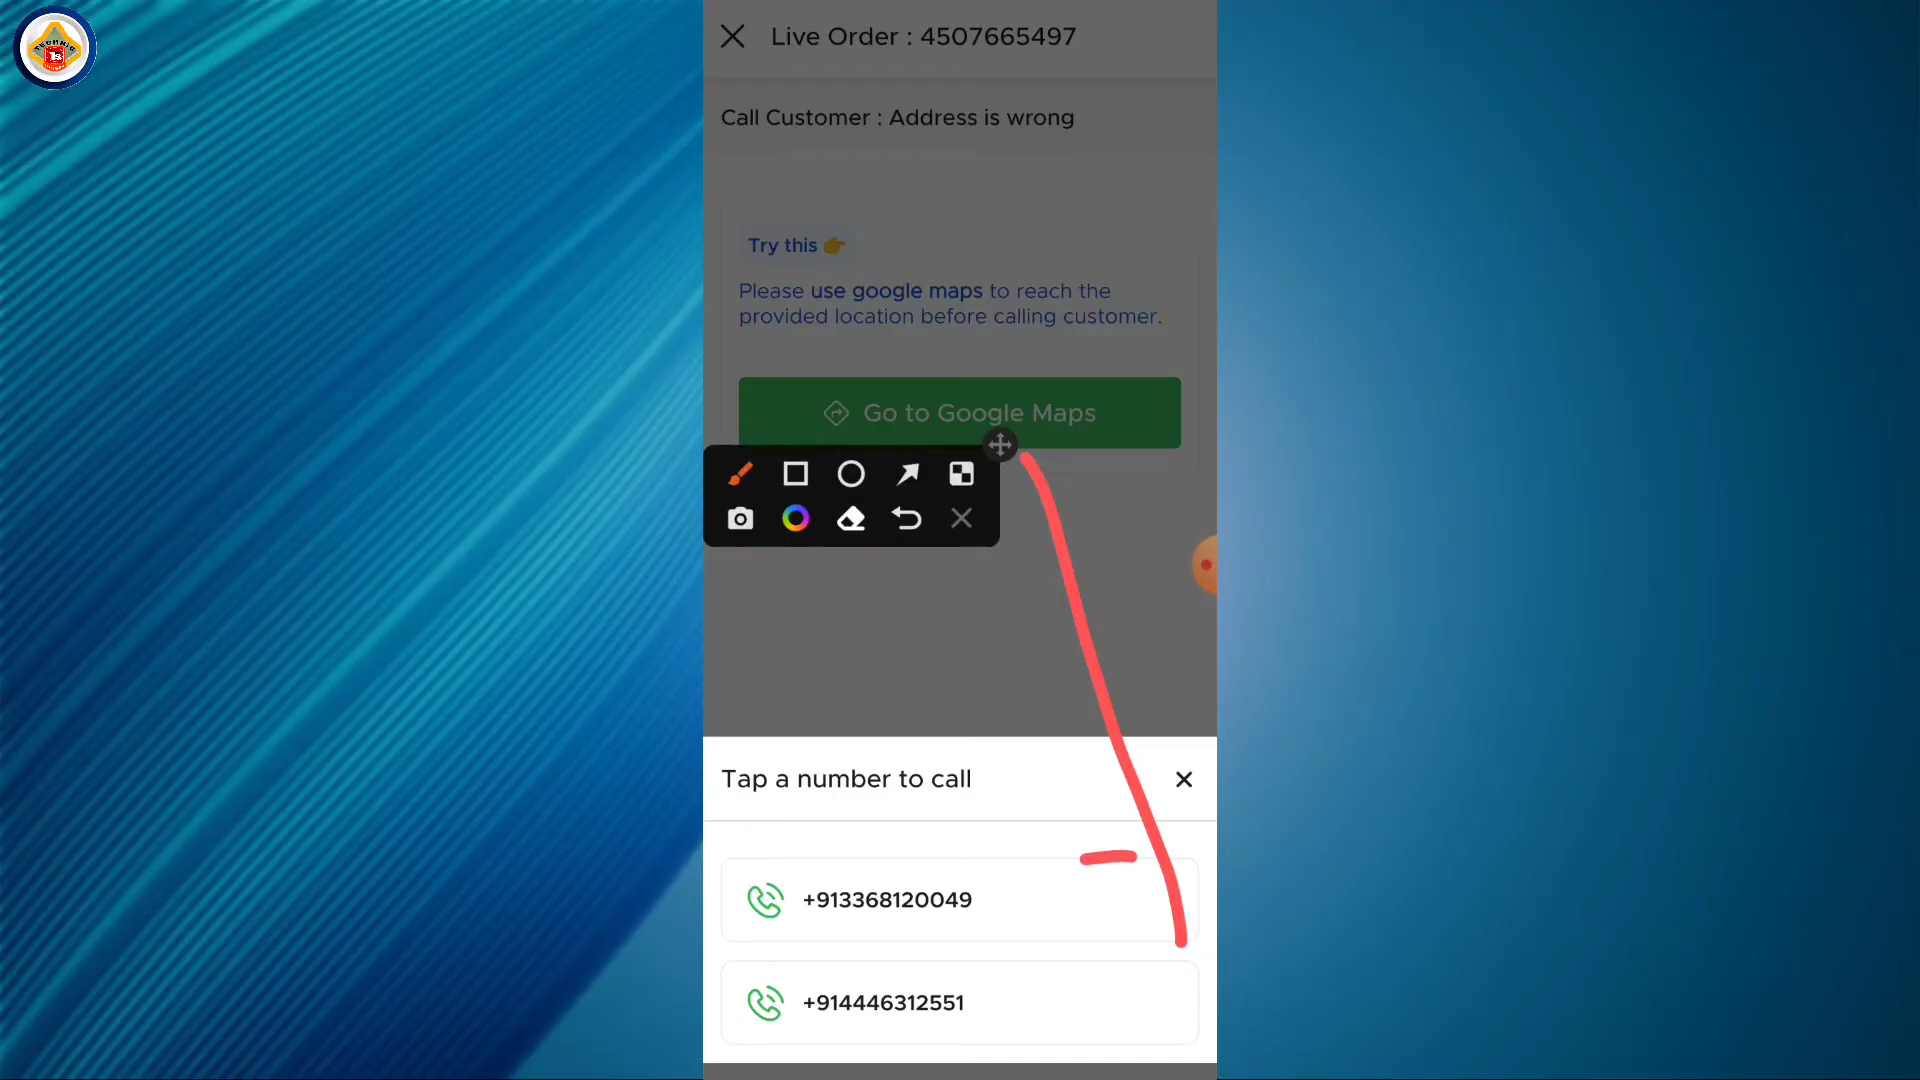 Live Order : 4507665497
Call Customer : Address is wrong
Try this 👉
Please use google maps to reach the
provided location before calling customer.
Go to Google Maps
Tap a number to call
+913368120049
+914446312551